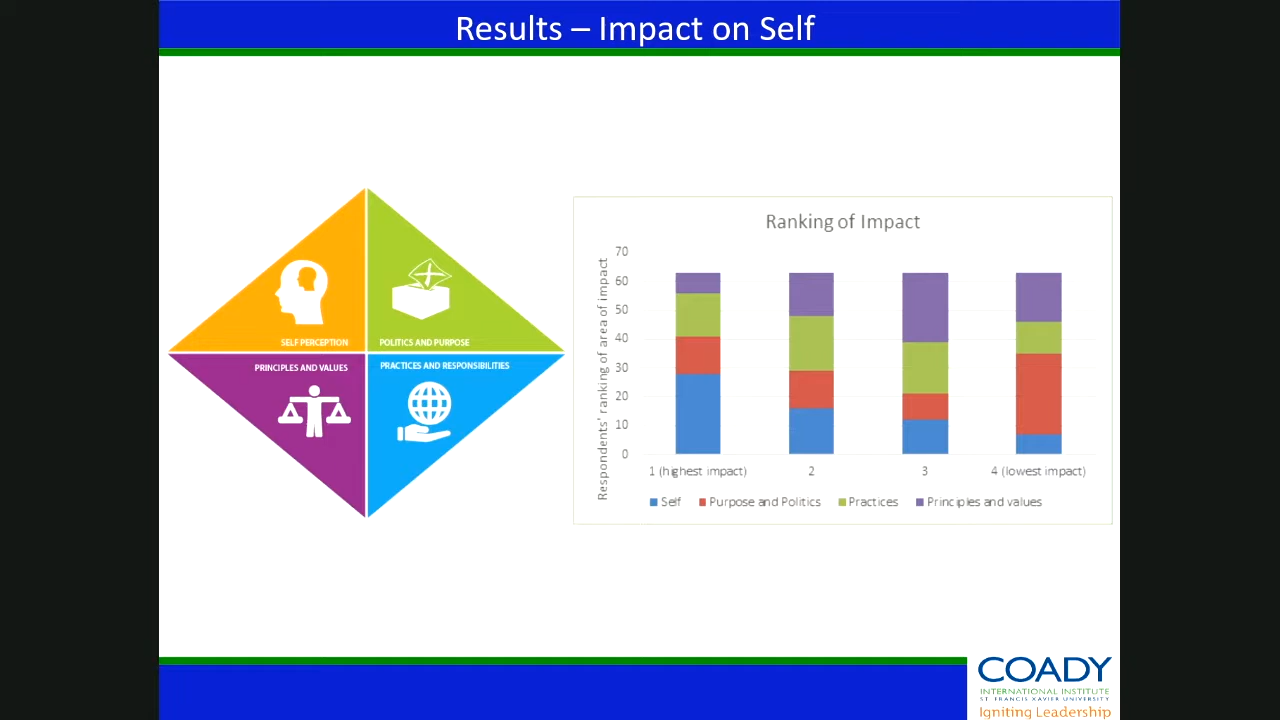 Results – Impact on Self
SELF PERCEPTION
POLITICS AND PURPOSE
PRINCIPLES AND VALUES
PRACTICES AND RESPONSIBILITIES
Ranking of Impact
Respondents' ranking of area of impact
70
60
50
40
30
20
10
0
1 (highest impact)
2
3
4 (lowest impact)
Self
Purpose and Politics
Practices
Principles and values
COADY
INTERNATIONAL INSTITUTE
ST. FRANCIS XAVIER UNIVERSITY
Igniting Leadership